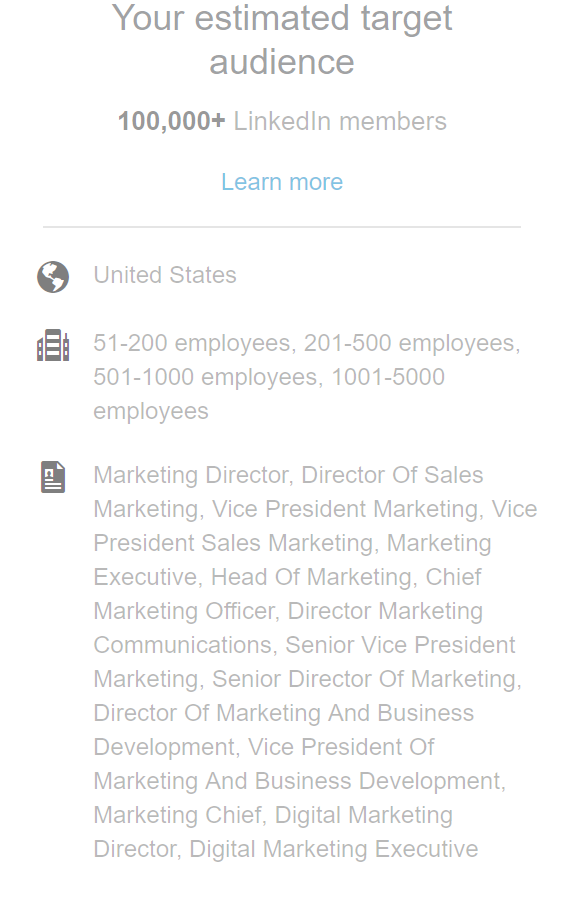 Your estimated target
audience
100,000+ LinkedIn members
Learn more
United States
51-200 employees, 201-500 employees,
501-1000 employees, 1001-5000
employees
Marketing Director, Director Of Sales
Marketing, Vice President Marketing, Vice
President Sales Marketing, Marketing
Executive, Head Of Marketing, Chief
Marketing Officer, Director Marketing
Communications, Senior Vice President
Marketing, Senior Director Of Marketing,
Director Of Marketing And Business
Development, Vice President Of
Marketing And Business Development,
Marketing Chief, Digital Marketing
Director, Digital Marketing Executive